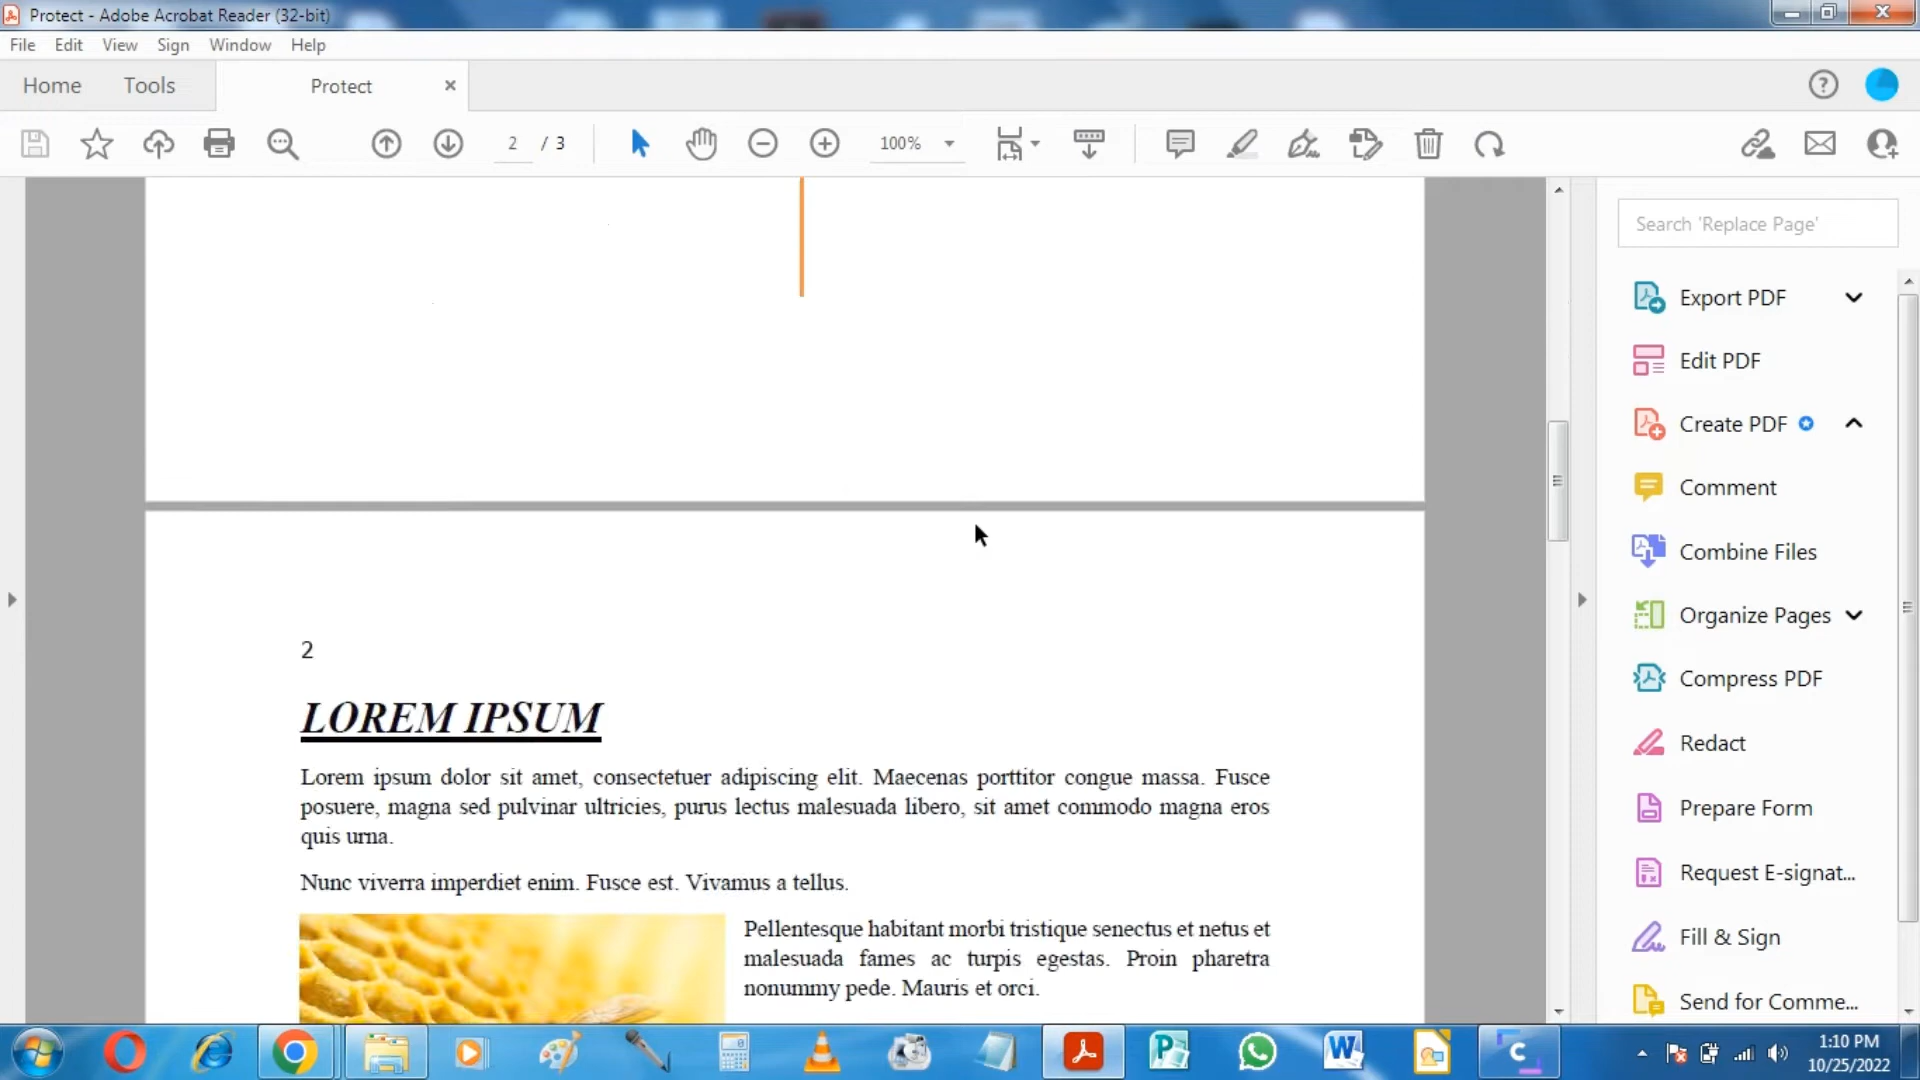 Protect - Adobe Acrobat Reader (32-bit)
File Edit View Sign Window Help
Home Tools Protect
2 / 3 100%
Search 'Replace Page'
Export PDF
Edit PDF
Create PDF
Comment
Combine Files
Organize Pages
Compress PDF
Redact
Prepare Form
Request E-signat...
Fill & Sign
Send for Comme...
2
LOREM IPSUM
Lorem ipsum dolor sit amet, consectetuer adipiscing elit. Maecenas porttitor congue massa. Fusce
posuere, magna sed pulvinar ultricies, purus lectus malesuada libero, sit amet commodo magna eros
quis urna.
Nunc viverra imperdiet enim. Fusce est. Vivamus a tellus.
Pellentesque habitant morbi tristique senectus et netus et
malesuada fames ac turpis egestas. Proin pharetra
nonummy pede. Mauris et orci.
1:10 PM
10/25/2022